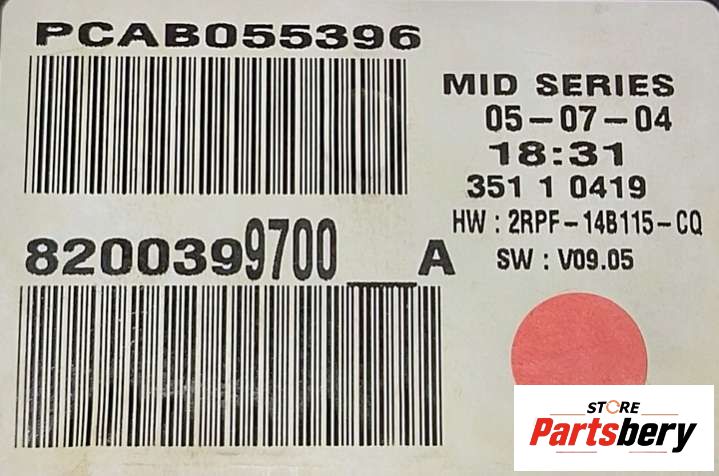 PCAB055396
MID SERIES
05-07-04
18:31
351 1 0419
HW : 2RPF-14B115-CQ
8200399700__A
SW : V09.05
STORE
Partsbery